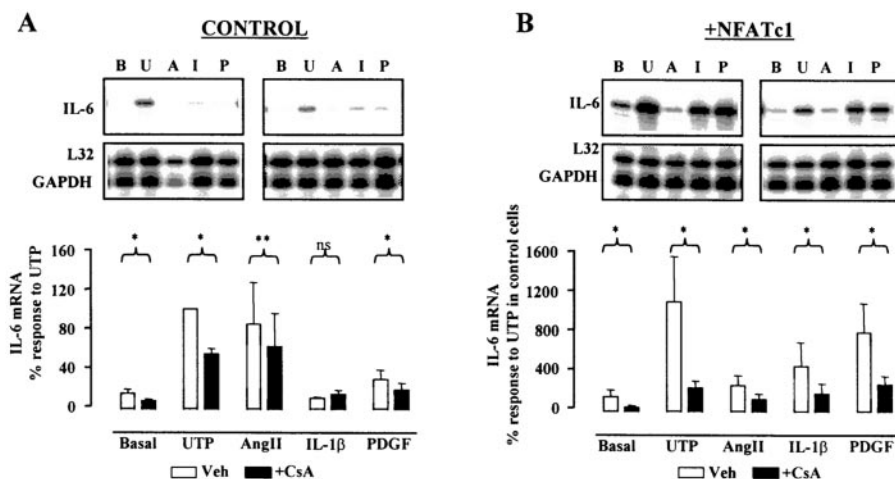 A
CONTROL
B U A I P B U A I P
IL-6
L32
GAPDH
160
120
80
40
0
IL-6 mRNA
% response to UTP
* * ** ns *
Basal UTP AngII IL-1β PDGF
Veh +CsA
B
+NFATc1
B U A I P B U A I P
IL-6
L32
GAPDH
1600
1200
800
400
0
IL-6 mRNA
% response to UTP in control cells
* * * * *
Basal UTP AngII IL-1β PDGF
Veh +CsA